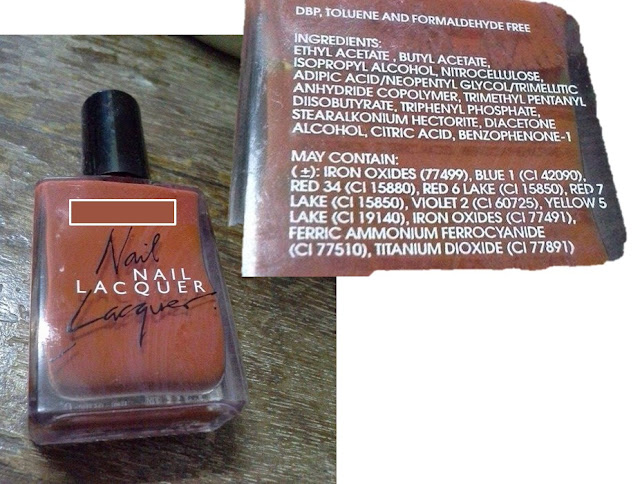 Nail
NAIL
LACQUER
Lacquer
DBP, TOLUENE AND FORMALDEHYDE FREE
INGREDIENTS:
ETHYL ACETATE , BUTYL ACETATE,
ISOPROPYL ALCOHOL, NITROCELLULOSE,
ADIPIC ACID/NEOPENTYL GLYCOL/TRIMELLITIC
ANHYDRIDE COPOLYMER, TRIMETHYL PENTANYL
DIISOBUTYRATE, TRIPHENYL PHOSPHATE,
STEARALKONIUM HECTORITE, DIACETONE
ALCOHOL, CITRIC ACID, BENZOPHENONE-1
MAY CONTAIN:
(±): IRON OXIDES (77499), BLUE 1 (CI 42090),
RED 34 (CI 15880), RED 6 LAKE (CI 15850), RED 7
LAKE (CI 15850), VIOLET 2 (CI 60725), YELLOW 5
LAKE (CI 19140), IRON OXIDES (CI 77491),
FERRIC AMMONIUM FERROCYANIDE
(CI 77510), TITANIUM DIOXIDE (CI 77891)